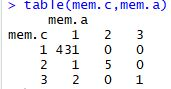 > table(mem.c,mem.a)
mem.a
mem.c 1 2 3
1 431 0 0
2 1 5 0
3 2 0 1